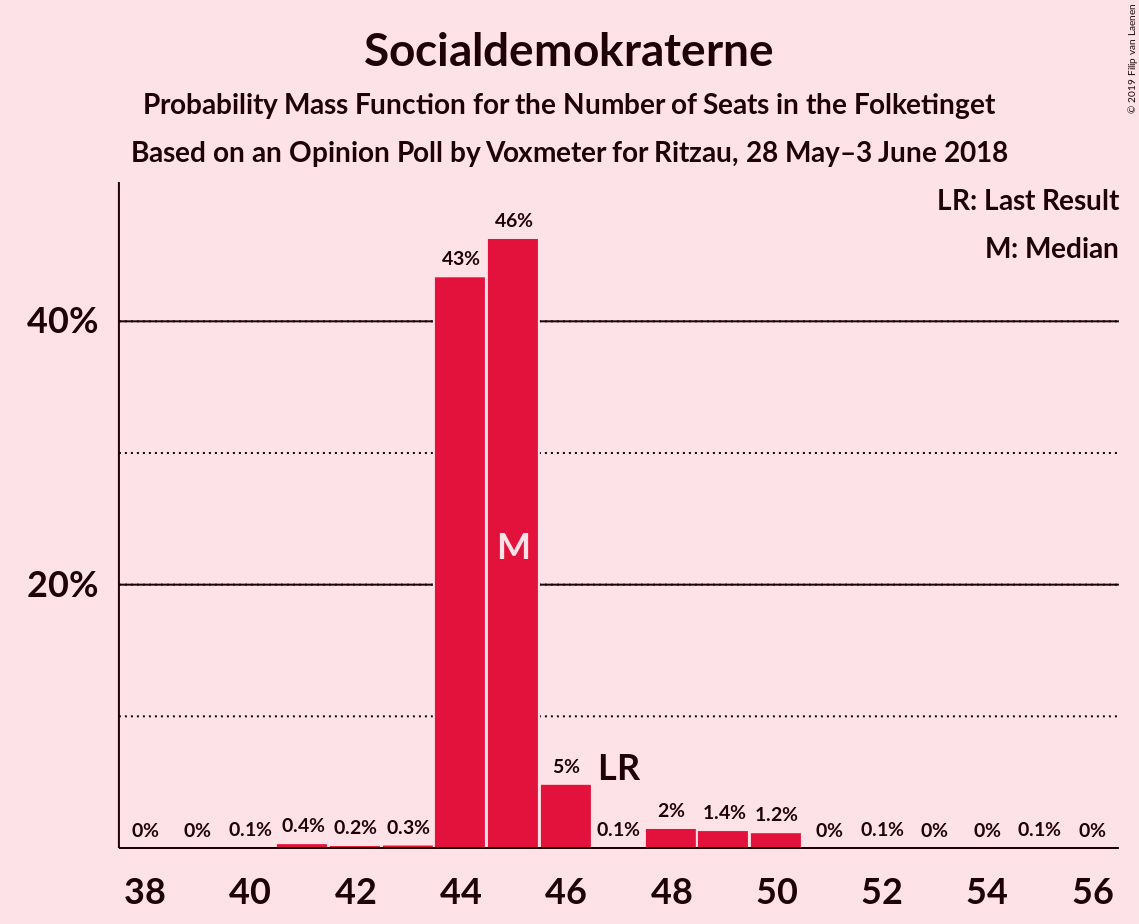 Socialdemokraterne
Probability Mass Function for the Number of Seats in the Folketinget
Based on an Opinion Poll by Voxmeter for Ritzau, 28 May–3 June 2018
© 2019 Filip van Laenen
LR: Last Result
M: Median
40%
20%
0% 0% 0.1% 0.4% 0.2% 0.3% 43% 46% 5% 0.1% 2% 1.4% 1.2% 0% 0.1% 0% 0% 0.1% 0%
M
LR
38 40 42 44 46 48 50 52 54 56